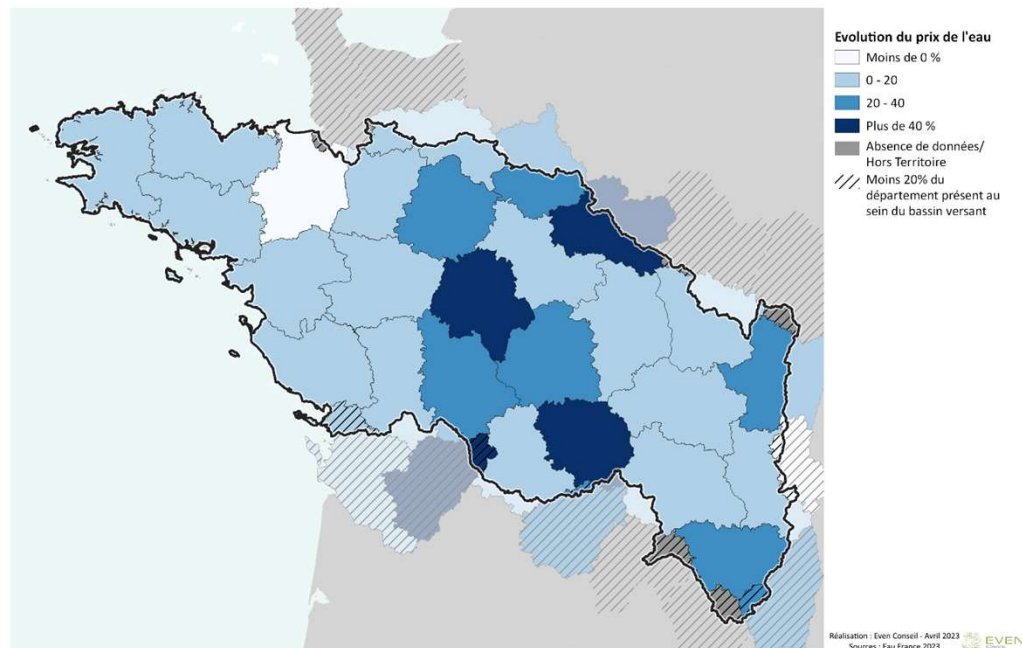 Evolution du prix de l'eau
Moins de 0 %
0 - 20
20 - 40
Plus de 40 %
Absence de données/
Hors Territoire
Moins 20% du
département présent au
sein du bassin versant
Réalisation : Even Conseil - Avril 2023
Sources : Eau France 2023
EVEN